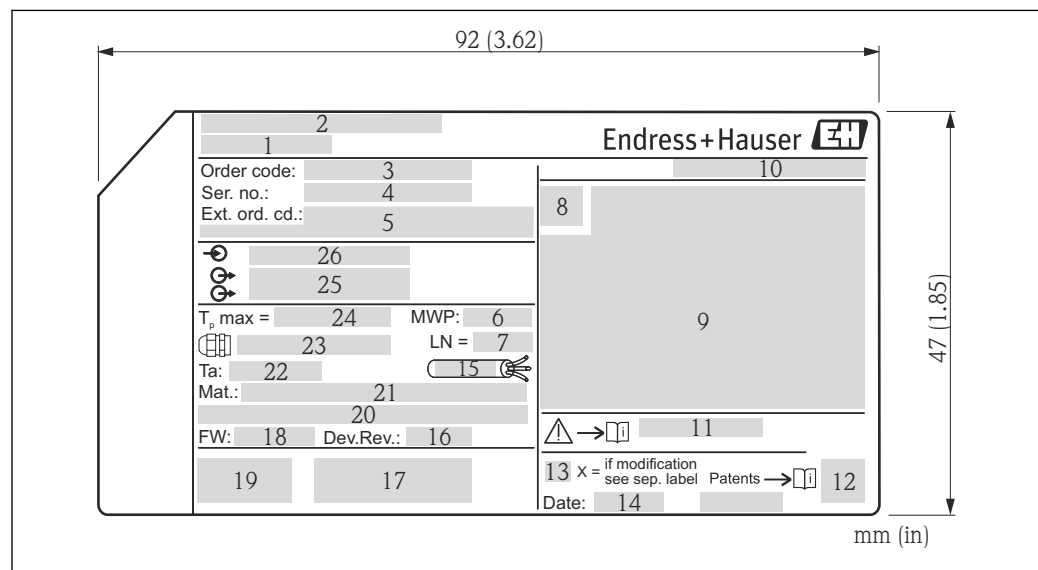 92 (3.62)
2
1
Endress+Hauser EH
10
Order code: 3
Ser. no.: 4
Ext. ord. cd.: 5
8
9
26
25
Tp max = 24 MWP: 6
23 LN = 7
Ta: 22 15
Mat.: 21
20
FW: 18 Dev.Rev.: 16
19 17
i 11
13 X = if modification
see sep. label
Patents i 12
Date: 14
47 (1.85)
mm (in)